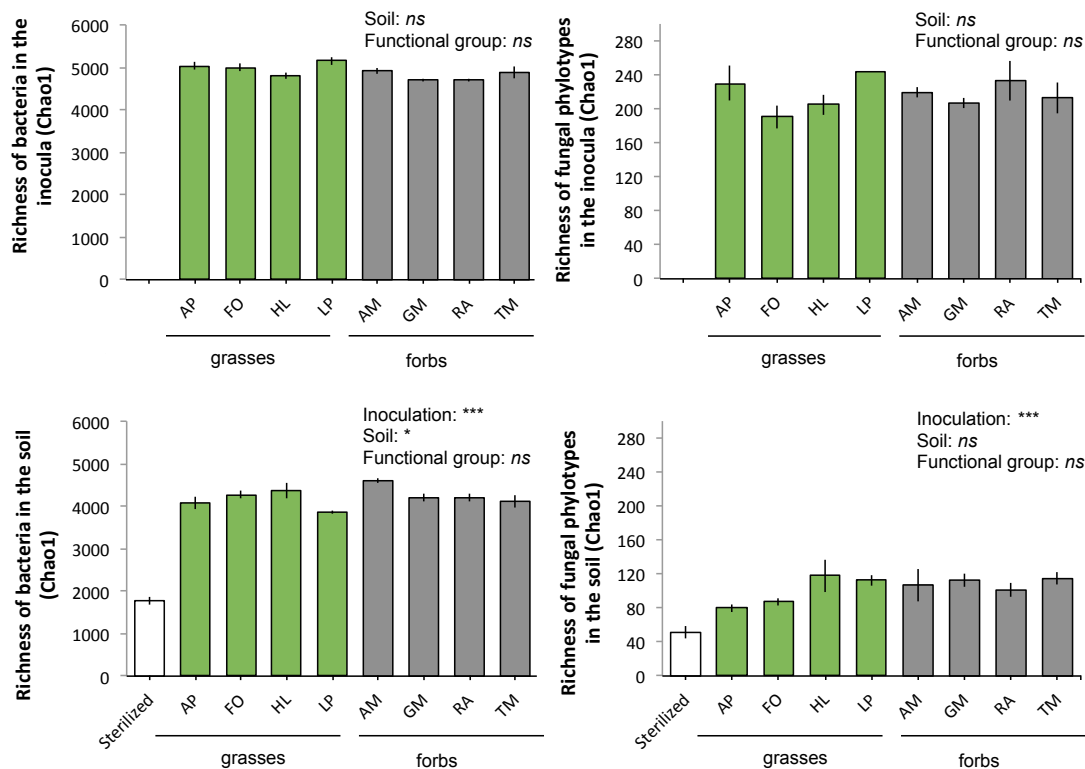 Richness of bacteria in the
inocula (Chao1)
6000
5000
4000
3000
2000
1000
0
Soil: ns
Functional group: ns
AP FO HL LP AM GM RA TM
grasses forbs
Richness of fungal phylotypes
in the inocula (Chao1)
280
240
200
160
120
80
40
0
Soil: ns
Functional group: ns
AP FO HL LP AM GM RA TM
grasses forbs
Richness of bacteria in the soil
(Chao1)
6000
5000
4000
3000
2000
1000
0
Inoculation: ***
Soil: *
Functional group: ns
Sterilized AP FO HL LP AM GM RA TM
grasses forbs
Richness of fungal phylotypes
in the soil (Chao1)
280
240
200
160
120
80
40
0
Inoculation: ***
Soil: ns
Functional group: ns
Sterilized AP FO HL LP AM GM RA TM
grasses forbs